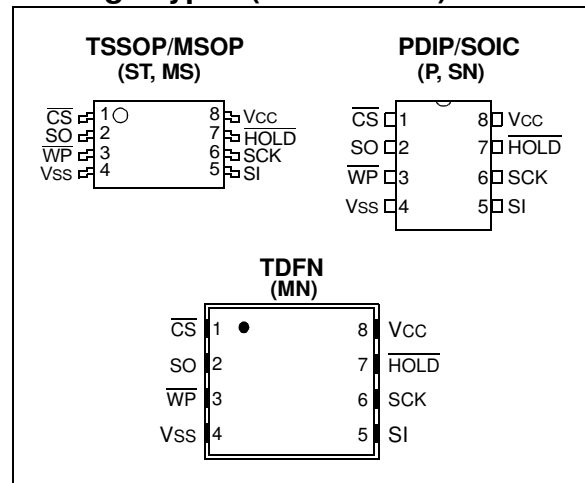 TSSOP/MSOP
(ST, MS)
CS 1 8 VCC
SO 2 7 HOLD
WP 3 6 SCK
VSS 4 5 SI
PDIP/SOIC
(P, SN)
CS 1 8 VCC
SO 2 7 HOLD
WP 3 6 SCK
VSS 4 5 SI
TDFN
(MN)
CS 1 8 VCC
SO 2 7 HOLD
WP 3 6 SCK
VSS 4 5 SI